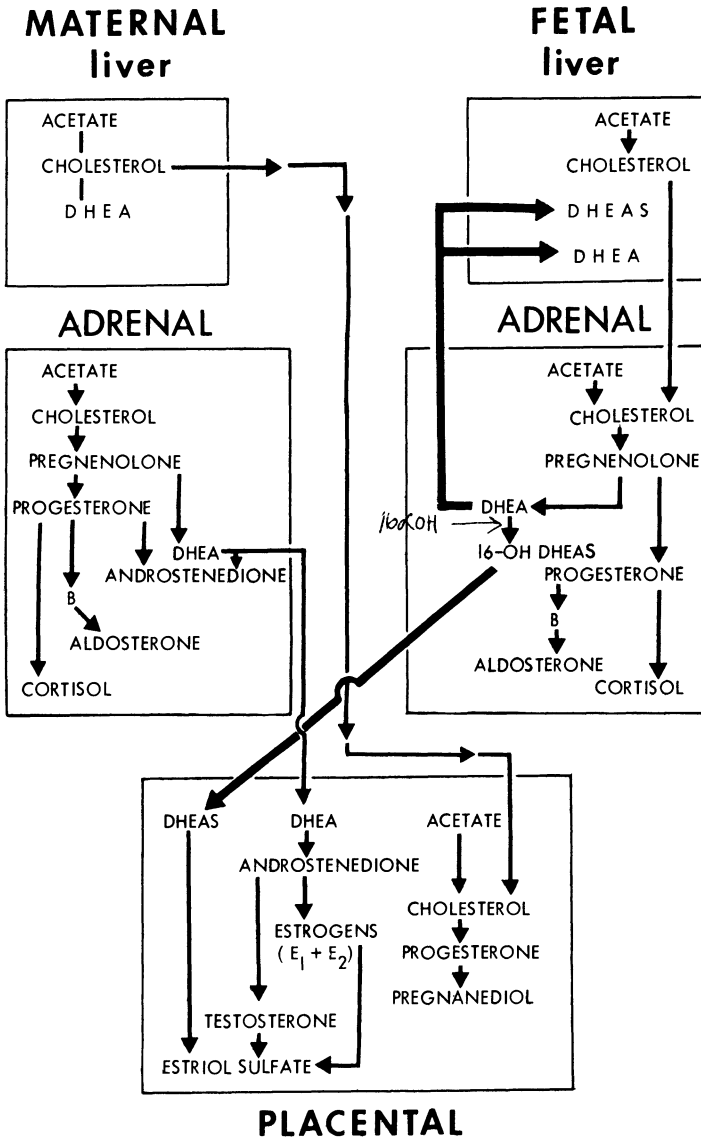 MATERNAL
liver
ACETATE
CHOLESTEROL
DHEA
FETAL
liver
ACETATE
CHOLESTEROL
DHEAS
DHEA
ADRENAL
ACETATE
CHOLESTEROL
PREGNENOLONE
PROGESTERONE
DHEA
ANDROSTENEDIONE
B
ALDOSTERONE
CORTISOL
ADRENAL
ACETATE
CHOLESTEROL
PREGNENOLONE
DHEA
16αOH
16-OH DHEAS
PROGESTERONE
B
ALDOSTERONE
CORTISOL
DHEAS
DHEA
ACETATE
ANDROSTENEDIONE
CHOLESTEROL
ESTROGENS
(E₁ + E₂)
PROGESTERONE
PREGNANEDIOL
TESTOSTERONE
ESTRIOL SULFATE
PLACENTAL